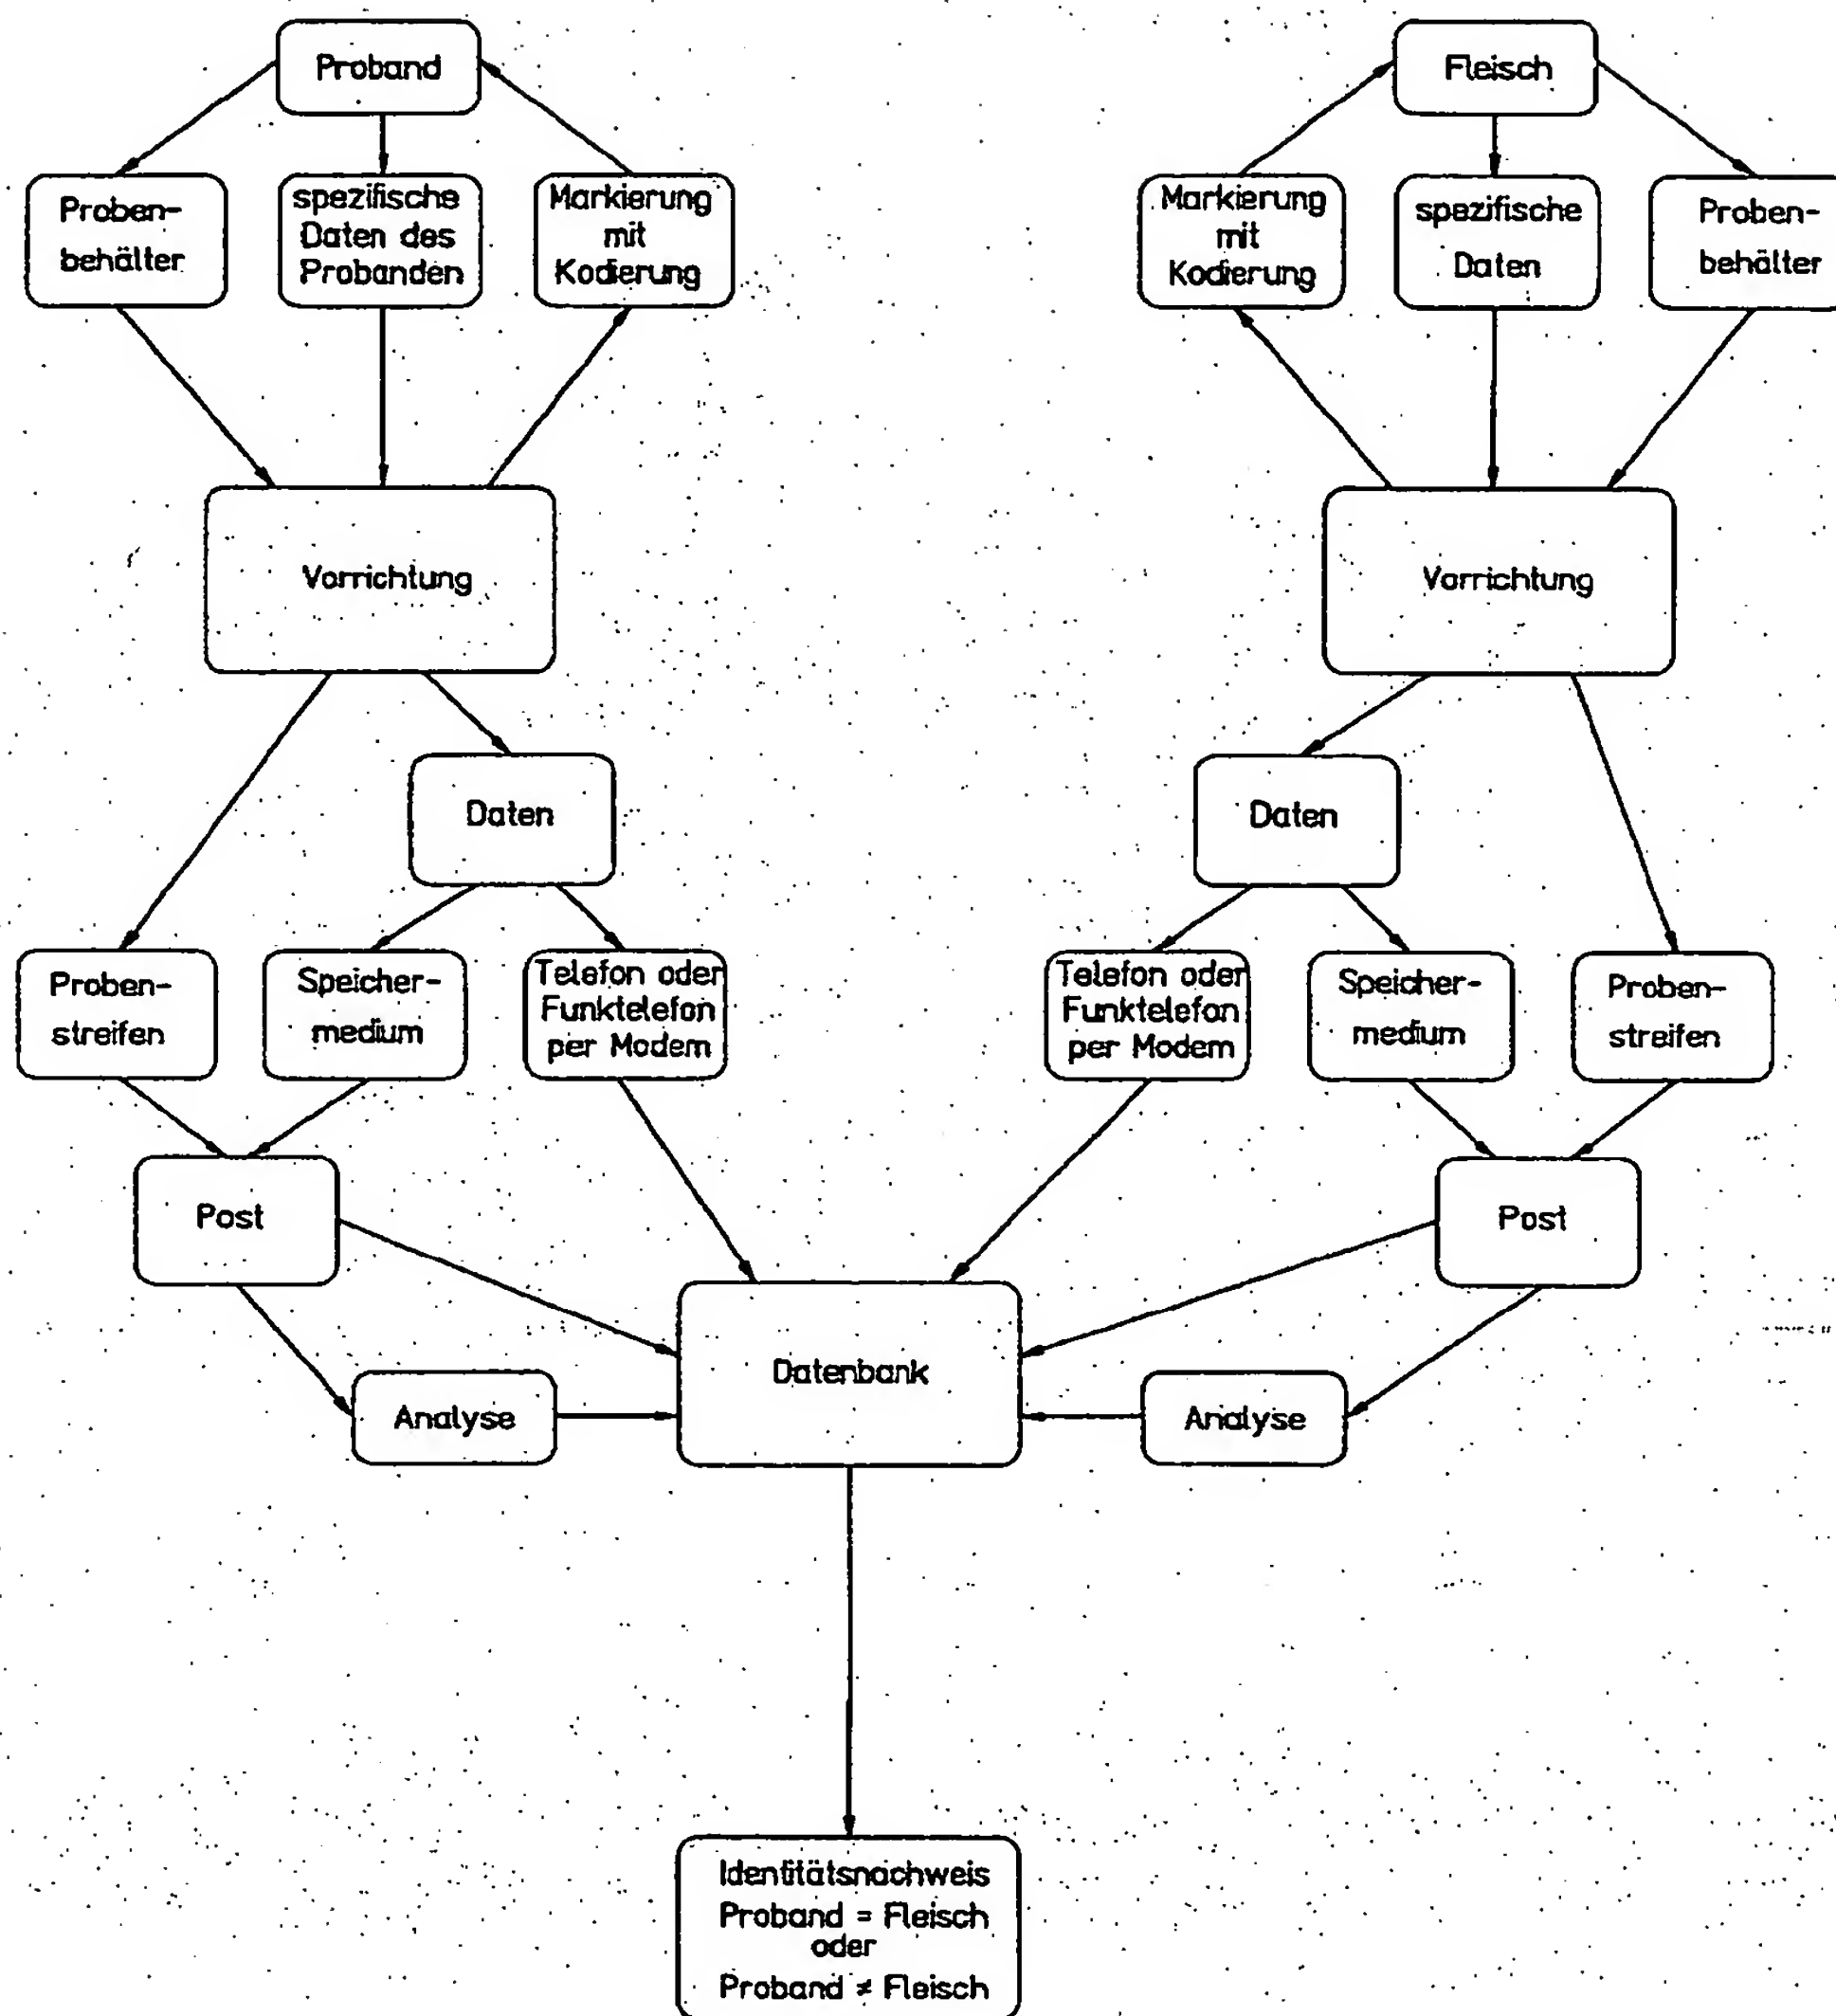 Proband
Fleisch
Proben-
behälter
spezifische
Daten des
Probanden
Markierung
mit
Kodierung
Markierung
mit
Kodierung
spezifische
Daten
Proben-
behälter
Vorrichtung
Vorrichtung
Daten
Daten
Proben-
streifen
Speicher-
medium
Telefon oder
Funktelefon
per Modem
Telefon oder
Funktelefon
per Modem
Speicher-
medium
Proben-
streifen
Post
Post
Datenbank
Analyse
Analyse
Identitätsnachweis
Proband = Fleisch
oder
Proband ≠ Fleisch